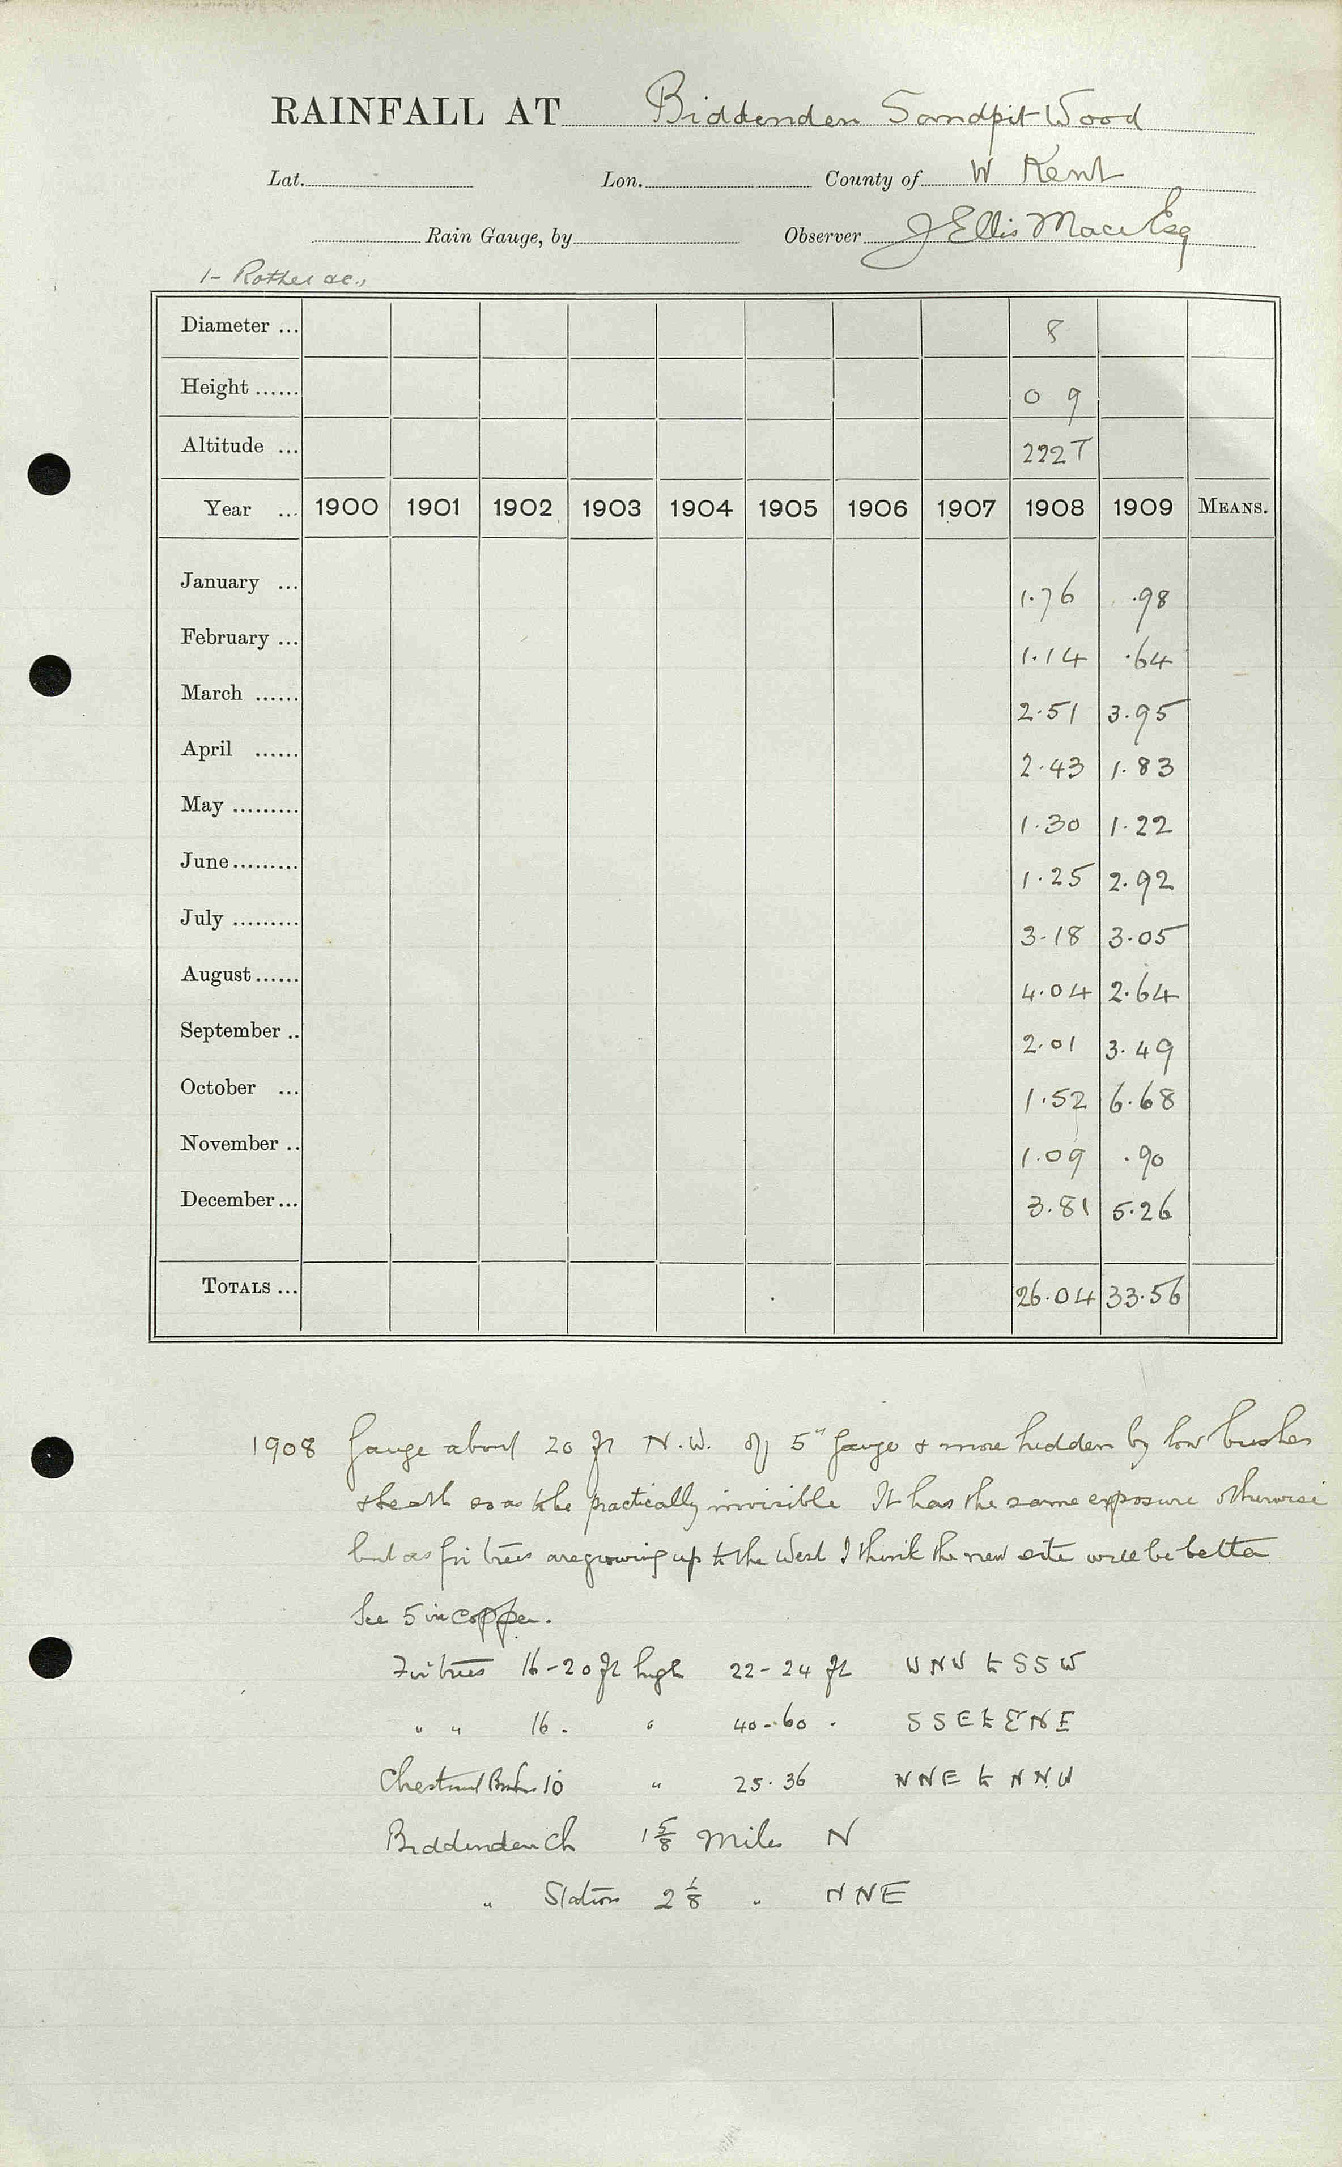 RAINFALL AT Biddenden Sandpit Wood
Lat. Lon. County of W Kent
Rain Gauge, by Observer J Ellis Mace Esq
1- Rother &c.,
Diameter ... 8
Height ...... 0 9
Altitude ... 222T
Year ... 1900 1901 1902 1903 1904 1905 1906 1907 1908 1909 MEANS.
January ... 1.76 .98
February ... 1.14 .64
March ...... 2.51 3.95
April ...... 2.43 1.83
May ......... 1.30 1.22
June ......... 1.25 2.92
July ......... 3.18 3.05
August ...... 4.04 2.64
September .. 2.01 3.49
October ... 1.52 6.68
November .. 1.09 .90
December ... 3.81 5.26
TOTALS ... 26.04 33.56
1908 Gauge about 20 ft N.W. of 5" gauge & more hidden by low bushes
& heath so as to be practically invisible It has the same exposure otherwise
but as fir trees are growing up to the West I think the new site will be better
See 5 in copper.
Fir trees 16-20 ft high 22-24 ft WNW to SSW
" " 16 . " 40-60 . SSE to ENE
Chestnut 10 " 25.36 NNE to NNW
Biddenden Ch 1 5/8 miles N
" Station 2 1/8 " NNE